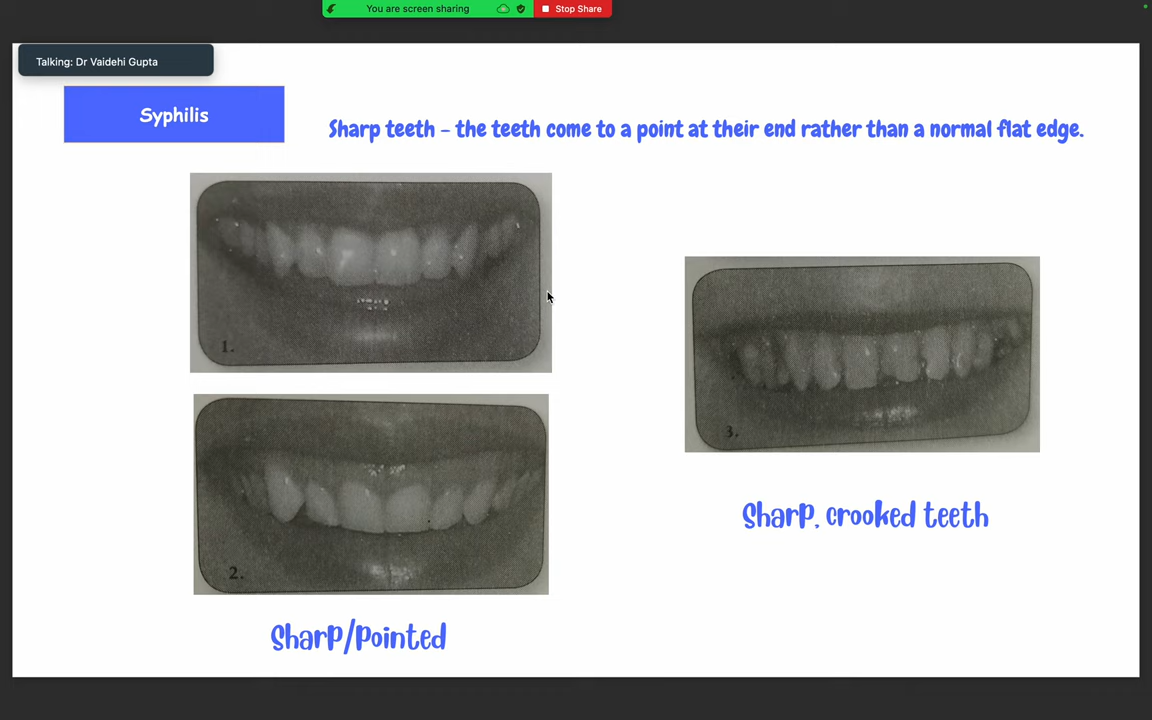 You are screen sharing
Stop Share
Talking: Dr Vaidehi Gupta
Syphilis
Sharp teeth - the teeth come to a point at their end rather than a normal flat edge.
1.
2.
3.
Sharp/Pointed
Sharp, crooked teeth